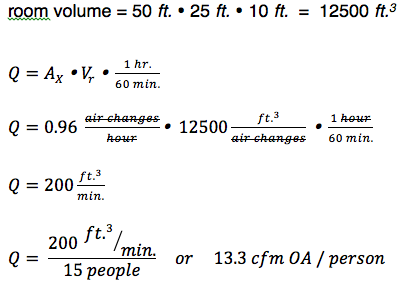 room volume = 50 ft. • 25 ft. • 10 ft. = 12500 ft.³
Q = Aₓ • Vᵣ • 1 hr. / 60 min.
Q = 0.96 air changes / hour • 12500 ft.³ / air changes • 1 hour / 60 min.
Q = 200 ft.³ / min.
Q = 200 ft.³/min. / 15 people or 13.3 cfm OA / person